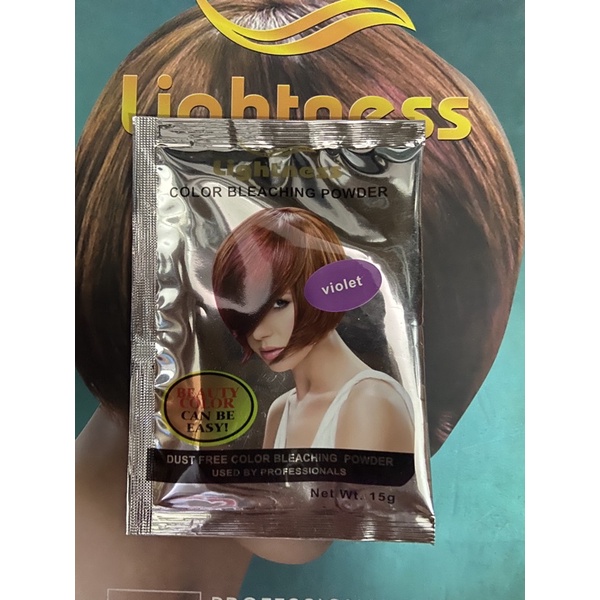 Lightness
Lightness
COLOR BLEACHING POWDER
violet
BEAUTY
COLOR
CAN BE
EASY!
DUST FREE COLOR BLEACHING POWDER
USED BY PROFESSIONALS
Net Wt. 15g